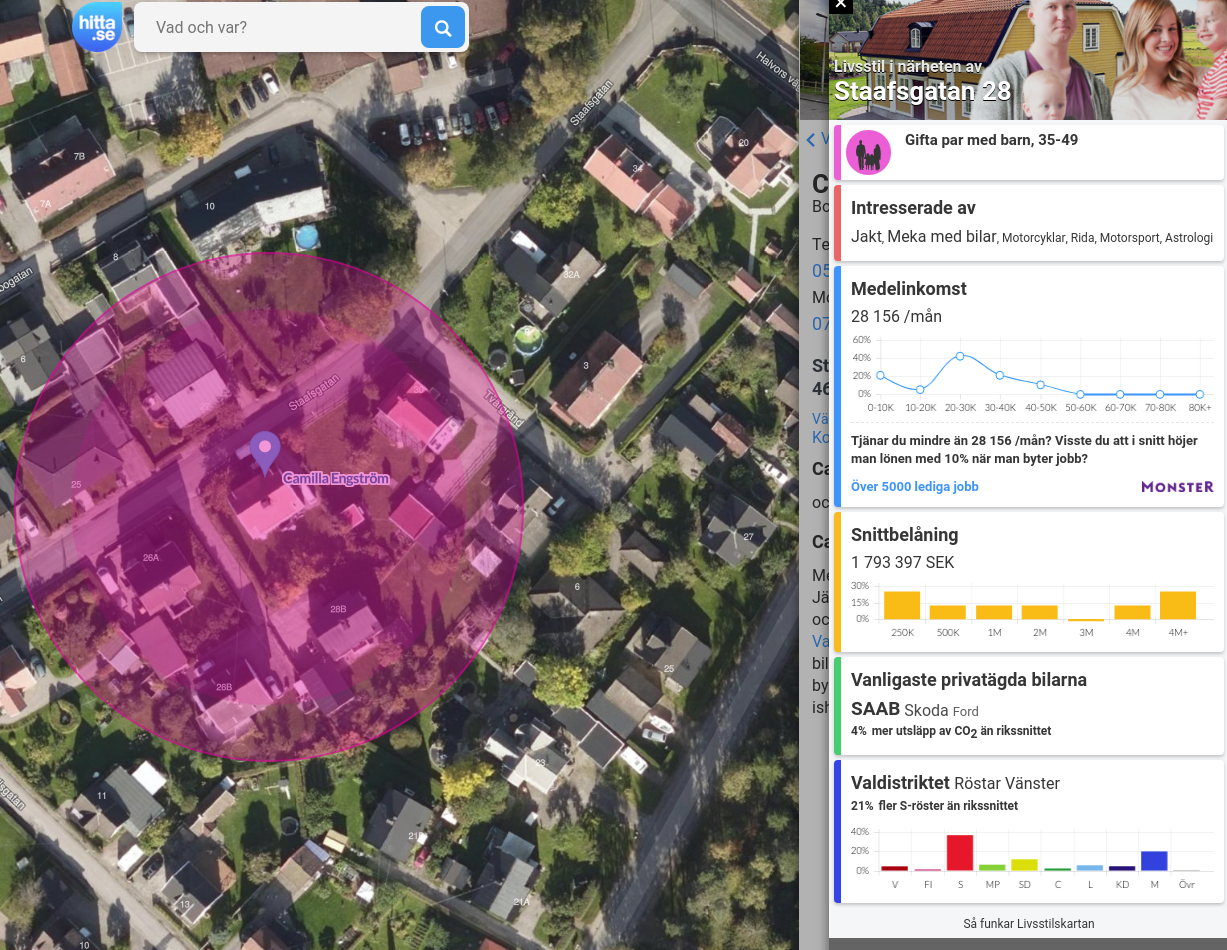 hitta
.se
Vad och var?
Halvors vä
Staafsgatan
20
34
7B
7A
10
8
32A
6
3
Staafsgatan
Tvärgränd
Camilla Engström
25
26A
27
6
28B
25
26B
23
11
21B
21A
13
10
Livsstil i närheten av
Staafsgatan 28
Gifta par med barn, 35-49
Intresserade av
Jakt, Meka med bilar, Motorcyklar, Rida, Motorsport, Astrologi
Medelinkomst
28 156 /mån
60%
40%
20%
0%
0-10K 10-20K 20-30K 30-40K 40-50K 50-60K 60-70K 70-80K 80K+
Tjänar du mindre än 28 156 /mån? Visste du att i snitt höjer
man lönen med 10% när man byter jobb?
Över 5000 lediga jobb MONSTER
Snittbelåning
1 793 397 SEK
30%
15%
0%
250K 500K 1M 2M 3M 4M 4M+
Vanligaste privatägda bilarna
SAAB Skoda Ford
4% mer utsläpp av CO2 än rikssnittet
Valdistriktet Röstar Vänster
21% fler S-röster än rikssnittet
40%
20%
0%
V FI S MP SD C L KD M Övr
Så funkar Livsstilskartan